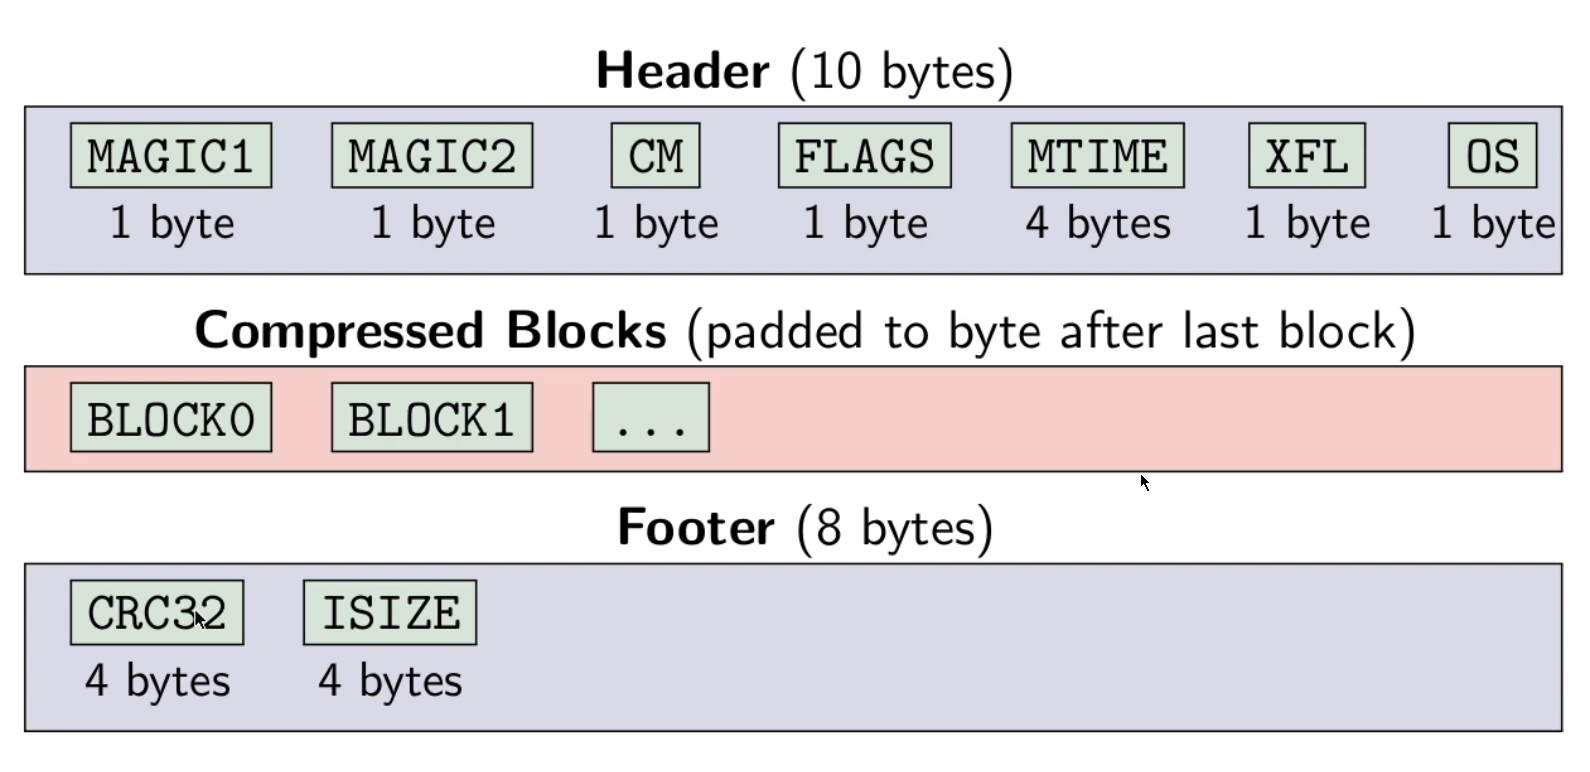 Header (10 bytes)
MAGIC1 MAGIC2 CM FLAGS MTIME XFL OS
1 byte 1 byte 1 byte 1 byte 4 bytes 1 byte 1 byte
Compressed Blocks (padded to byte after last block)
BLOCK0 BLOCK1 ...
Footer (8 bytes)
CRC32 ISIZE
4 bytes 4 bytes